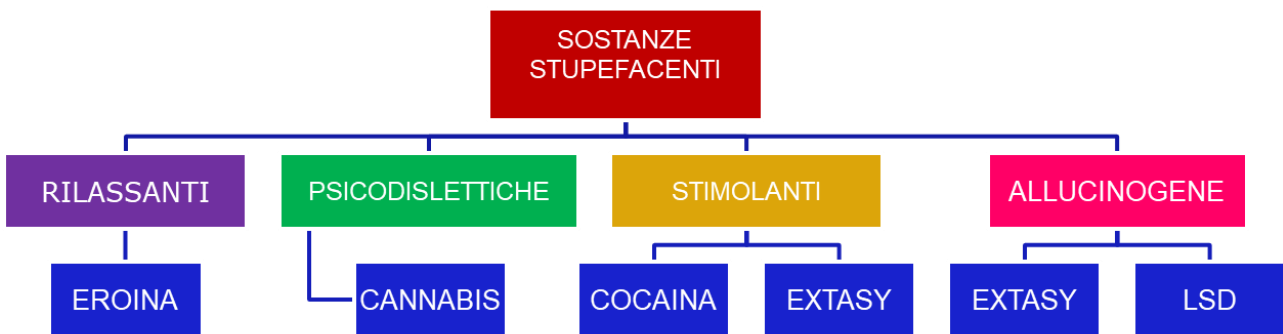 SOSTANZE
STUPEFACENTI
RILASSANTI
PSICODISLETTICHE
STIMOLANTI
ALLUCINOGENE
EROINA
CANNABIS
COCAINA
EXTASY
EXTASY
LSD